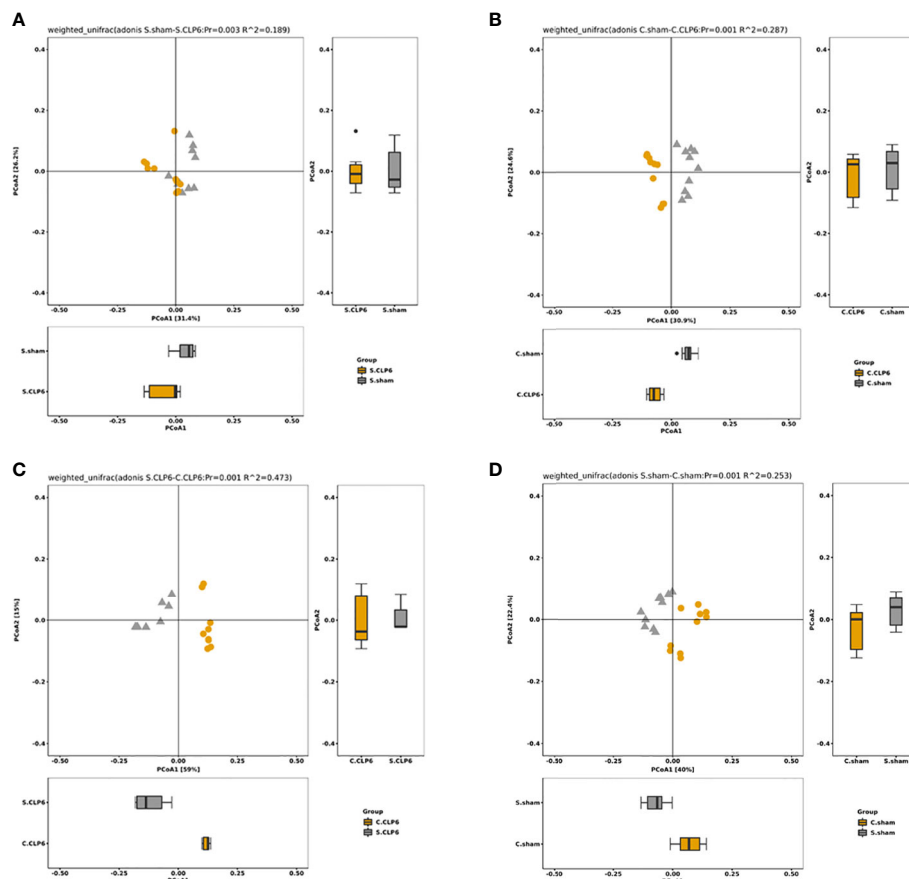 A
weighted_unifrac(adonis S.sham-S.CLP6:Pr=0.003 R^2=0.189)
0.4
0.2
0.0
-0.2
-0.4
PCoA2 [26.2%]
-0.50
-0.25
0.00
0.25
0.50
PCoA1 [31.4%]
0.4
0.2
0.0
-0.2
-0.4
PCoA2
S.CLP6
S.sham
S.sham
S.CLP6
-0.50
-0.25
0.00
0.25
0.50
PCoA1
Group
S.CLP6
S.sham
B
weighted_unifrac(adonis C.sham-C.CLP6:Pr=0.001 R^2=0.287)
0.4
0.2
0.0
-0.2
-0.4
PCoA2 [24.6%]
-0.50
-0.25
0.00
0.25
0.50
PCoA1 [30.9%]
0.4
0.2
0.0
-0.2
-0.4
PCoA2
C.CLP6
C.sham
C.sham
C.CLP6
-0.50
-0.25
0.00
0.25
0.50
PCoA1
Group
C.CLP6
C.sham
C
weighted_unifrac(adonis S.CLP6-C.CLP6:Pr=0.001 R^2=0.473)
0.4
0.2
0.0
-0.2
-0.4
PCoA2 [15%]
-0.50
-0.25
0.00
0.25
0.50
PCoA1 [59%]
0.4
0.2
0.0
-0.2
-0.4
PCoA2
C.CLP6
S.CLP6
S.CLP6
C.CLP6
-0.50
-0.25
0.00
0.25
0.50
Group
C.CLP6
S.CLP6
D
weighted_unifrac(adonis S.sham-C.sham:Pr=0.001 R^2=0.253)
0.4
0.2
0.0
-0.2
-0.4
PCoA2 [22.4%]
-0.50
-0.25
0.00
0.25
0.50
PCoA1 [40%]
0.4
0.2
0.0
-0.2
-0.4
PCoA2
C.sham
S.sham
S.sham
C.sham
-0.50
-0.25
0.00
0.25
0.50
Group
C.sham
S.sham